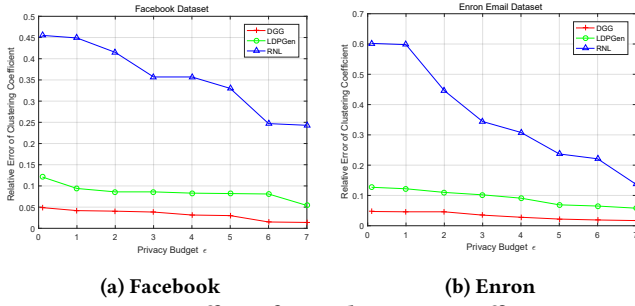 Facebook Dataset
DGG
LDPGen
RNL
0.5
0.45
0.4
0.35
0.3
0.25
0.2
0.15
0.1
0.05
0
0 1 2 3 4 5 6 7
Relative Error of Clustering Coefficient
Privacy Budget ϵ
(a) Facebook
Enron Email Dataset
DGG
LDPGen
RNL
0.7
0.6
0.5
0.4
0.3
0.2
0.1
0
0 1 2 3 4 5 6 7
Relative Error of Clustering Coefficient
Privacy Budget ϵ
(b) Enron